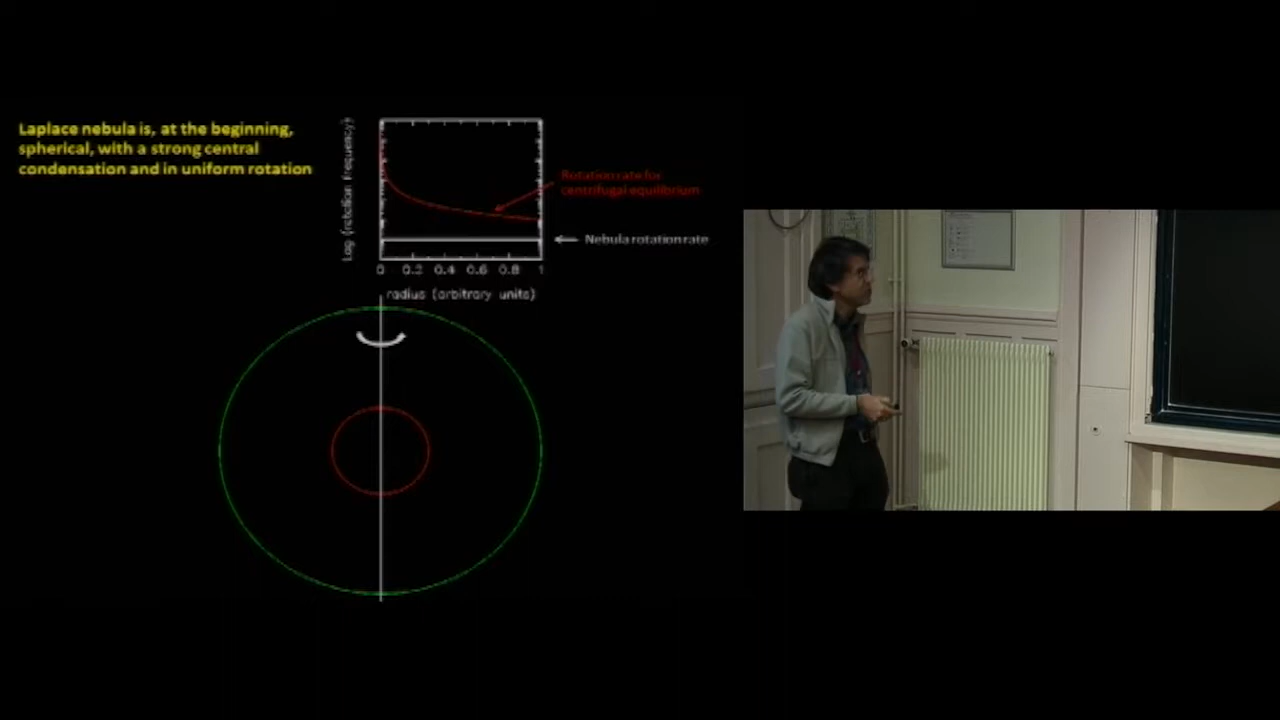 Laplace nebula is, at the beginning,
spherical, with a strong central
condensation and in uniform rotation
Log (rotation frequency)
Rotation rate for
centrifugal equilibrium
Nebula rotation rate
0 0.2 0.4 0.6 0.8 1
radius (arbitrary units)